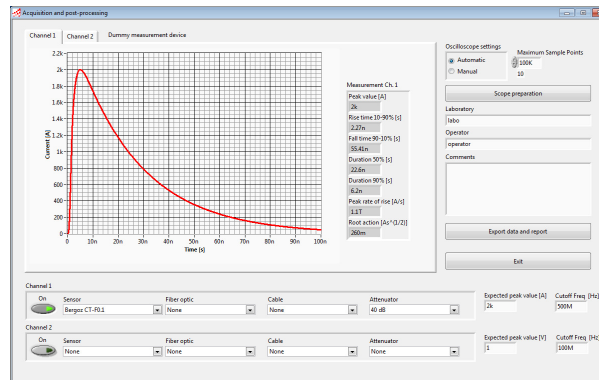 Acquisition and post-processing
Channel 1
Channel 2
Dummy measurement device
2.2k
2k
1.8k
1.6k
1.4k
1.2k
1k
800
600
400
200
0
Current [A]
0 10n 20n 30n 40n 50n 60n 70n 80n 90n 100n
Time [s]
Measurement Ch. 1
Peak value [A]
2k
Rise time 10-90% [s]
2.27n
Fall time 90-10% [s]
55.41n
Duration 50% [s]
22.6n
Duration 90% [s]
6.2n
Peak rate of rise [A/s]
1.1T
Root action [As^(1/2)]
260m
Oscilloscope settings
Automatic
Manual
Maximum Sample Points
100K
10
Scope preparation
Laboratory
labo
Operator
operator
Comments
Export data and report
Exit
Channel 1
On
Sensor
Bergoz CT-F0.1
Fiber optic
None
Cable
None
Attenuator
40 dB
Expected peak value [A]
2k
Cutoff Freq [Hz]
500M
Channel 2
On
Sensor
None
Fiber optic
None
Cable
None
Attenuator
None
Expected peak value [V]
1
Cutoff Freq [Hz]
100M